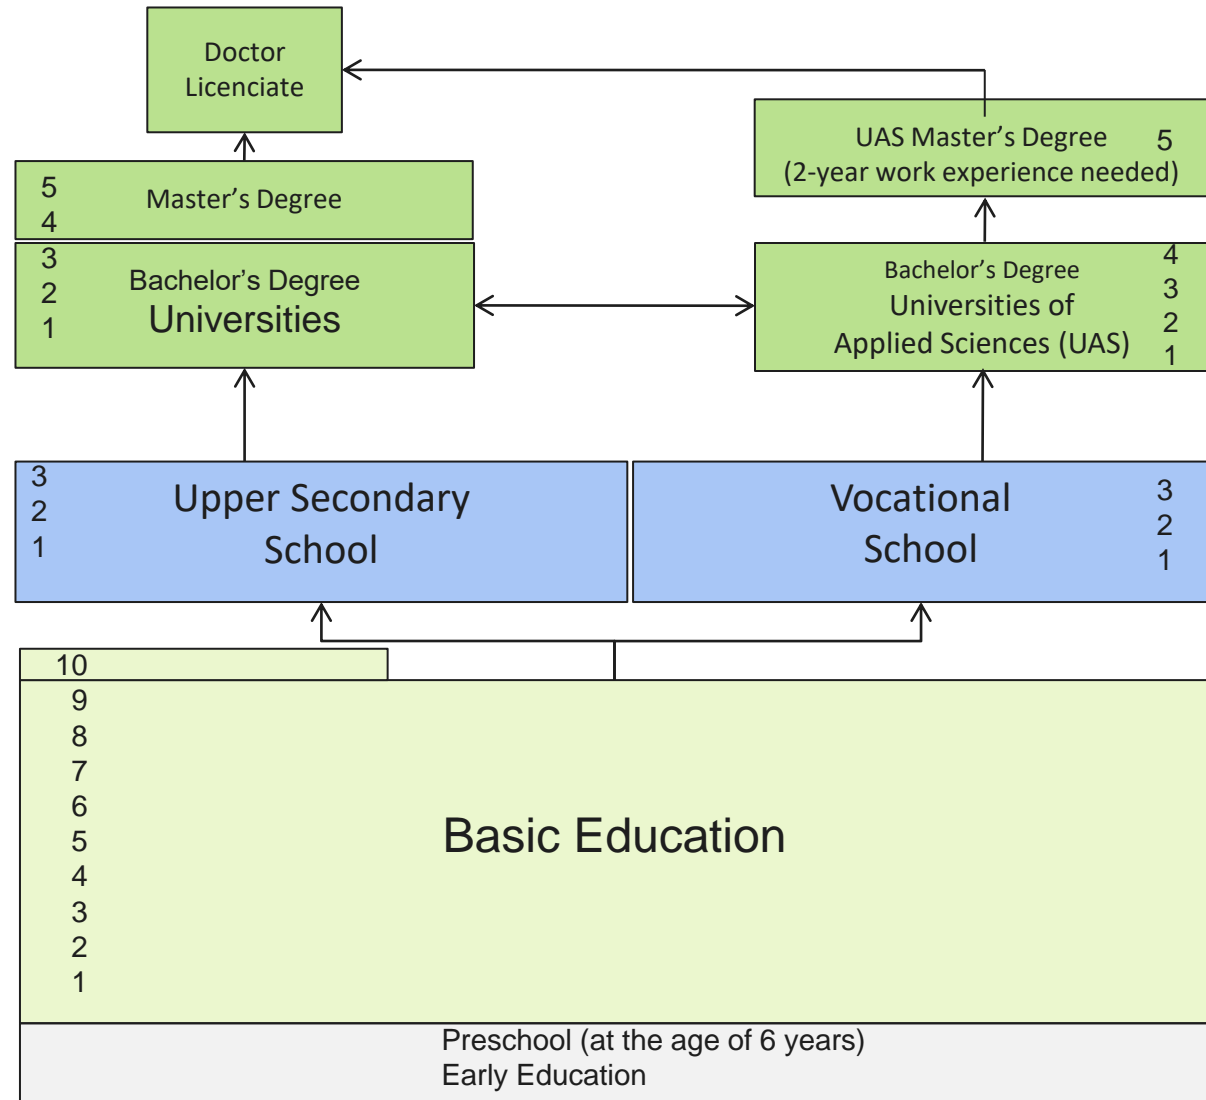 Doctor
Licenciate
UAS Master's Degree 5
(2-year work experience needed)
5
4
Master's Degree
3
2
1
Bachelor's Degree
Universities
Bachelor's Degree
Universities of
Applied Sciences (UAS)
4
3
2
1
3
2
1
Upper Secondary
School
Vocational
School
3
2
1
10
9
8
7
6
5
4
3
2
1
Basic Education
Preschool (at the age of 6 years)
Early Education